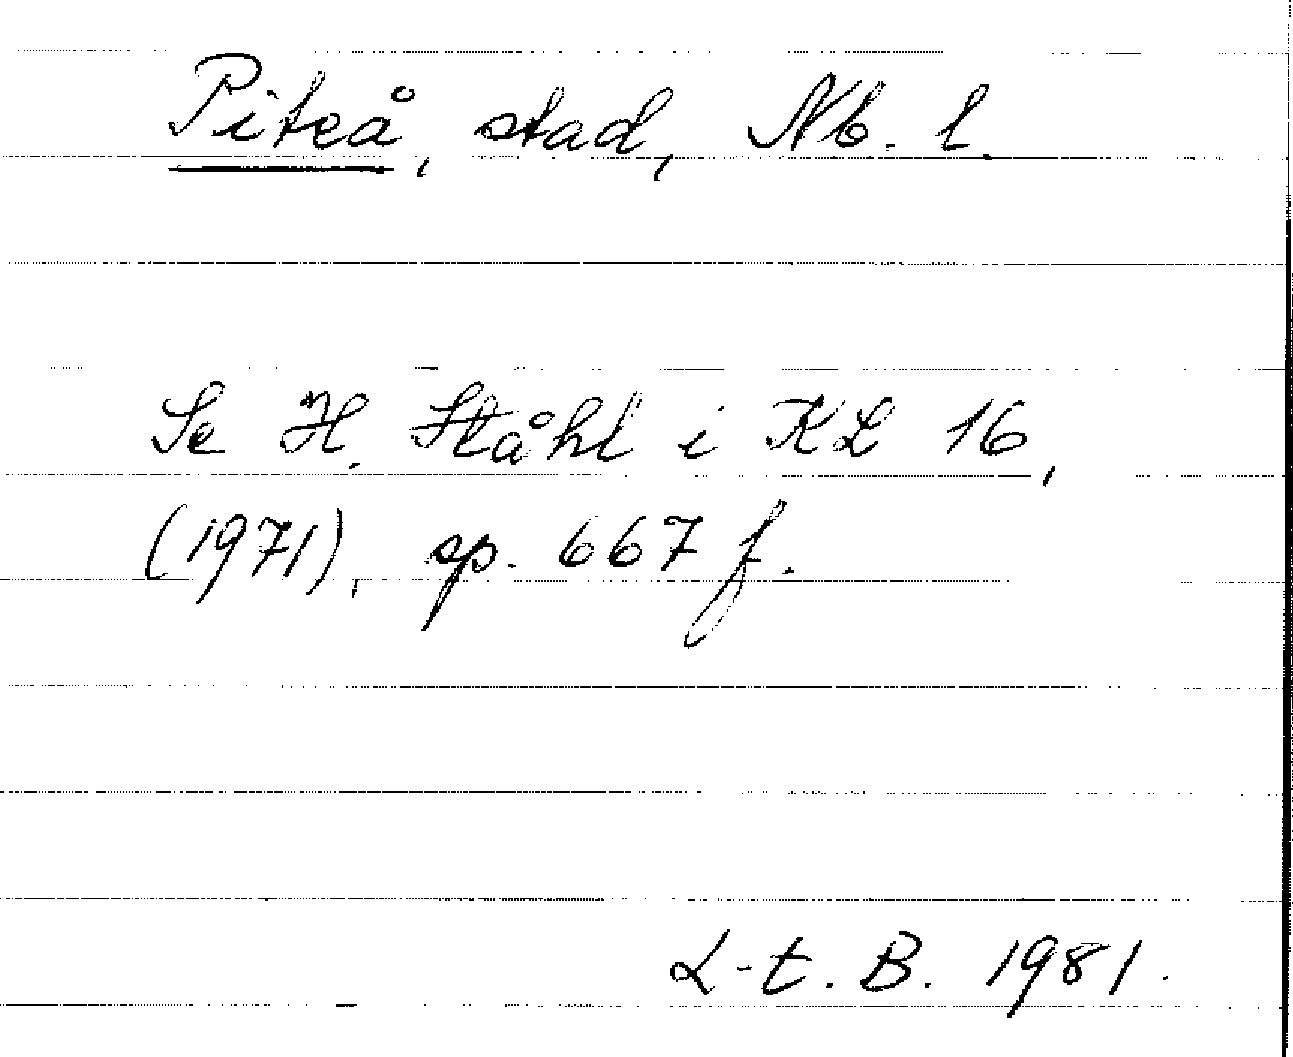 Piteå, stad, Nb. l.
Se H. Ståhl i KL 16,
(1971), sp. 667 f.
L-t. B. 1981.